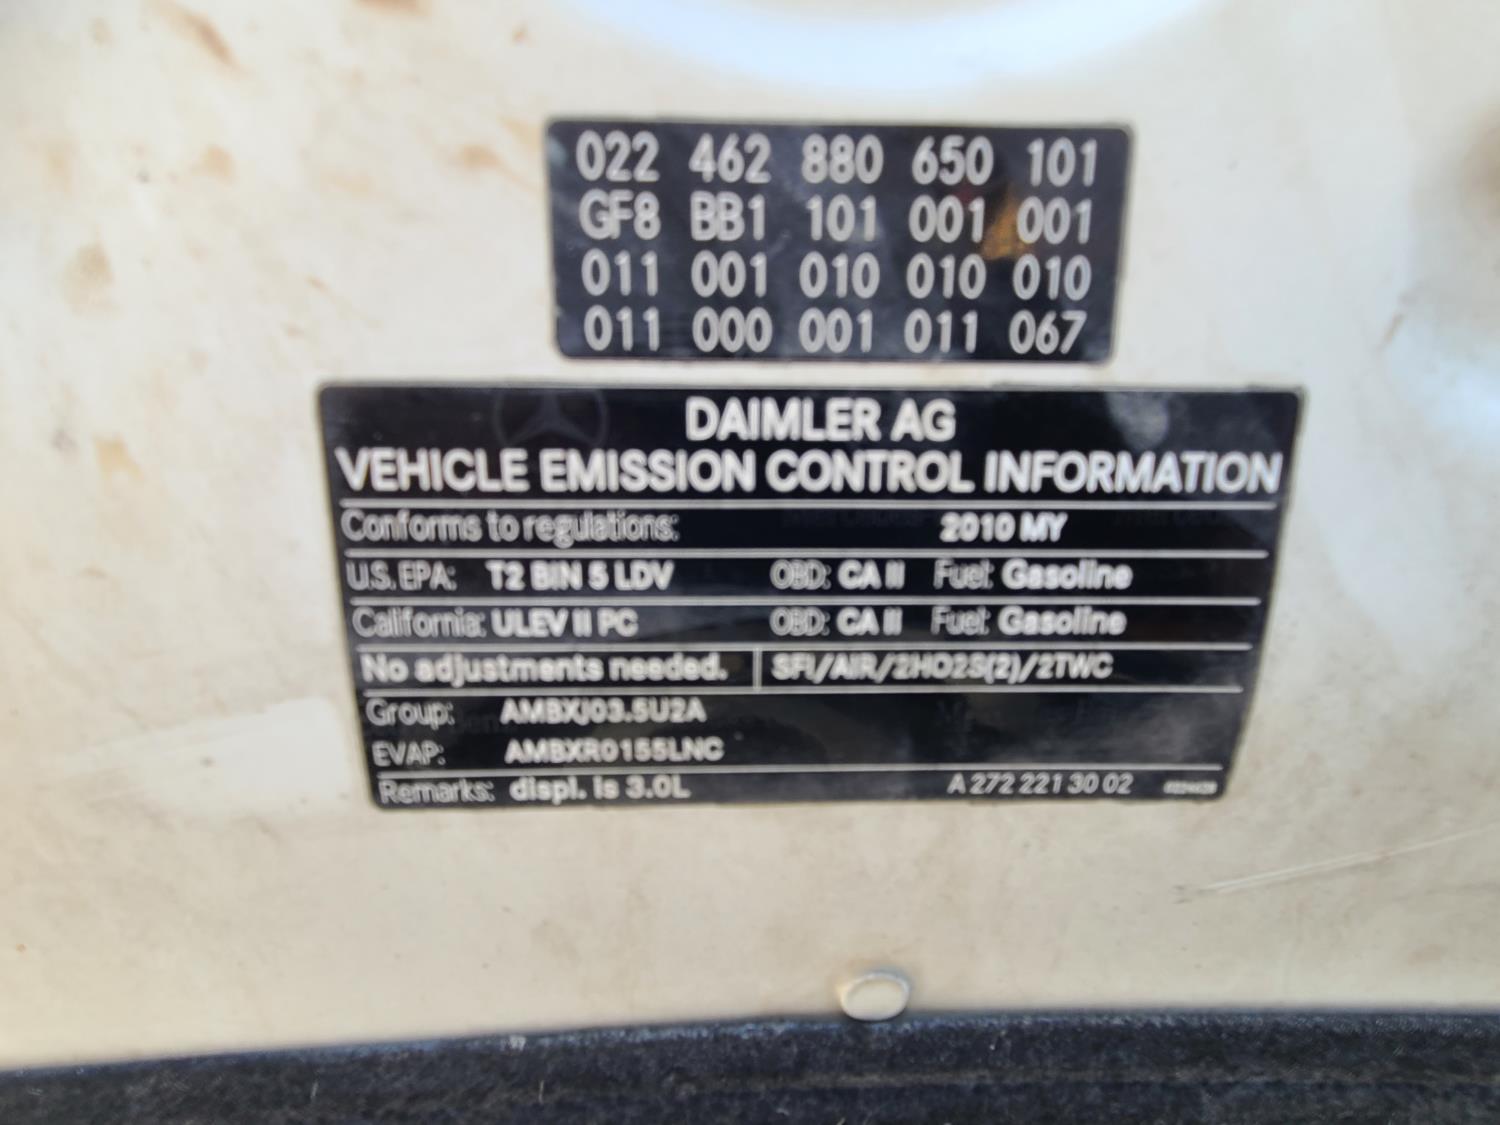 022 462 880 650 101
GF8 BB1 101 001 001
011 001 010 010 010
011 000 001 011 067
DAIMLER AG
VEHICLE EMISSION CONTROL INFORMATION
Conforms to regulations: 2010 MY
U.S. EPA: T2 BIN 5 LDV OBD: CA II Fuel: Gasoline
California: ULEV II PC OBD: CA II Fuel: Gasoline
No adjustments needed. SFI/AIR/2HO2S(2)/2TWC
Group: AMBXJ03.5U2A
EVAP: AMBXR0155LNC
Remarks: displ. is 3.0L A 272 221 30 02